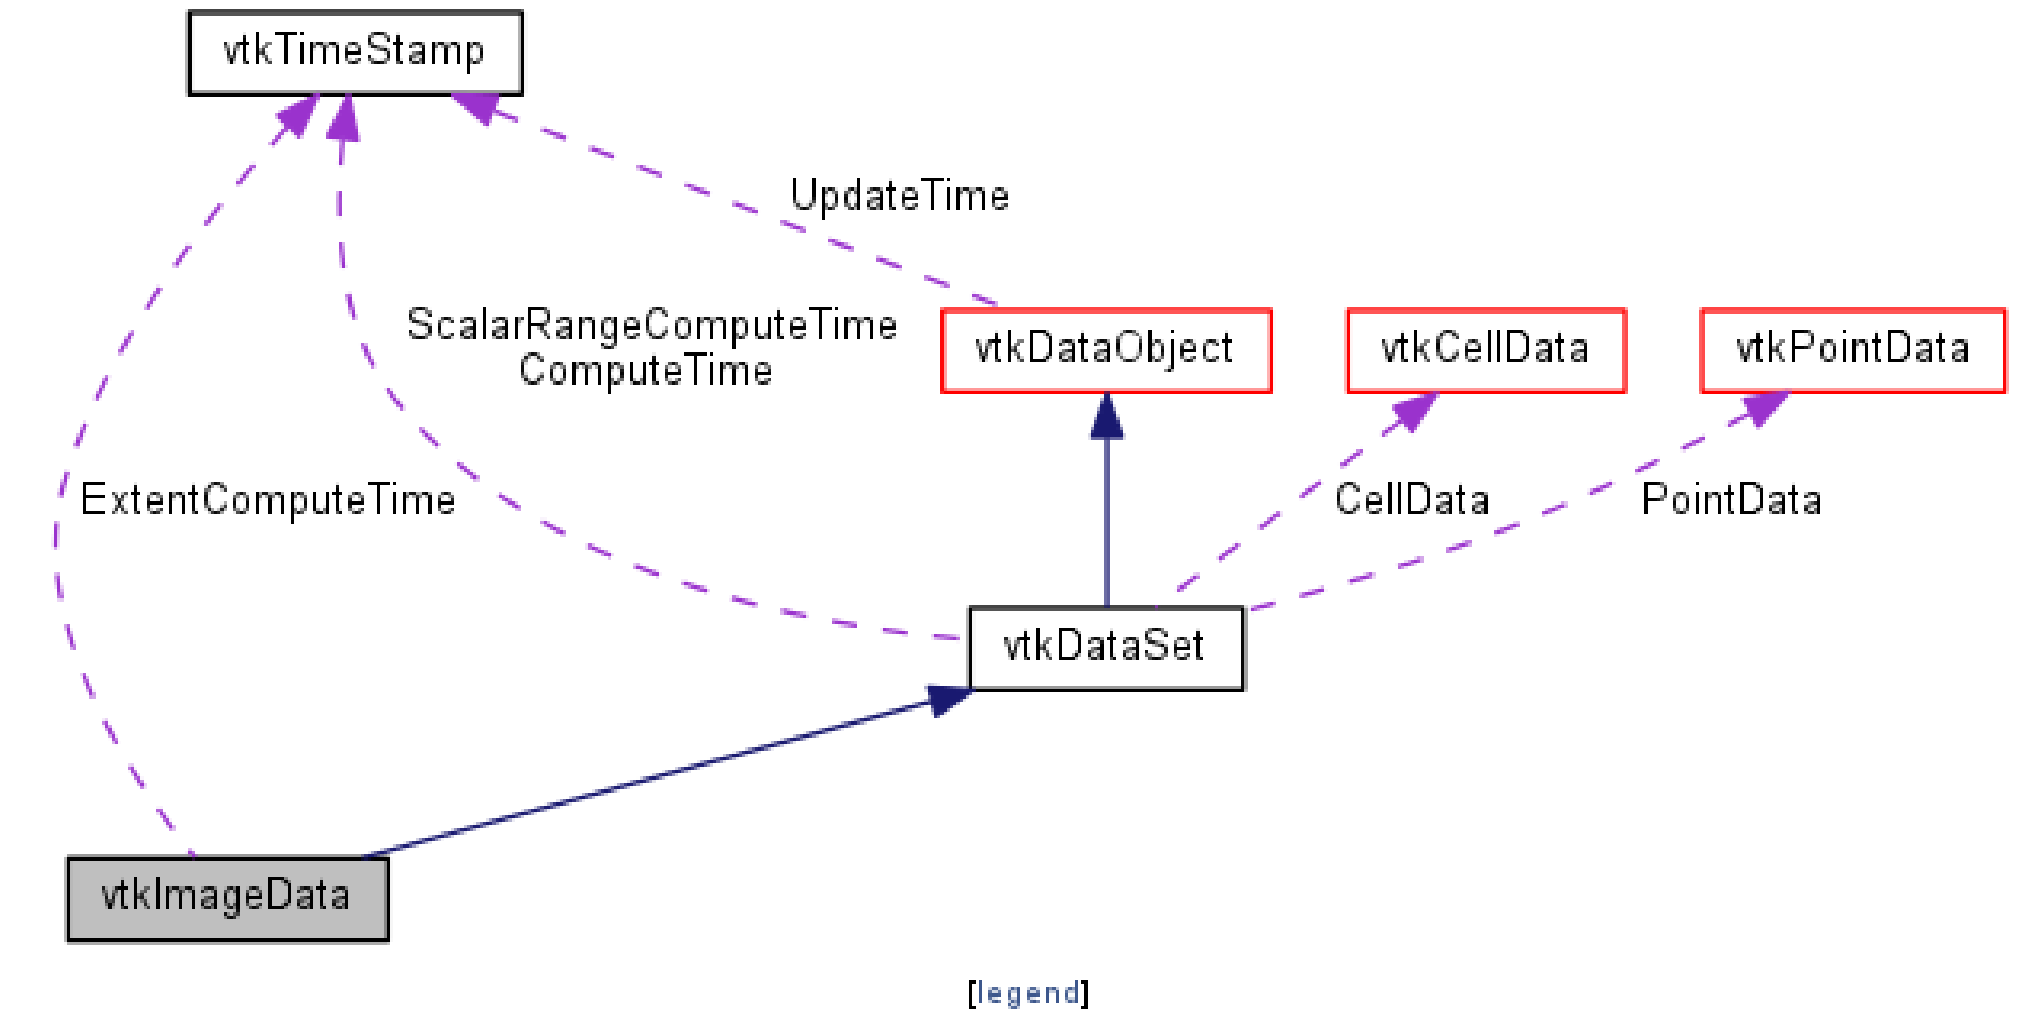 vtkTimeStamp
UpdateTime
ScalarRangeComputeTime
ComputeTime
vtkDataObject
vtkCellData
vtkPointData
ExtentComputeTime
CellData
PointData
vtkDataSet
vtkImageData
[legend]